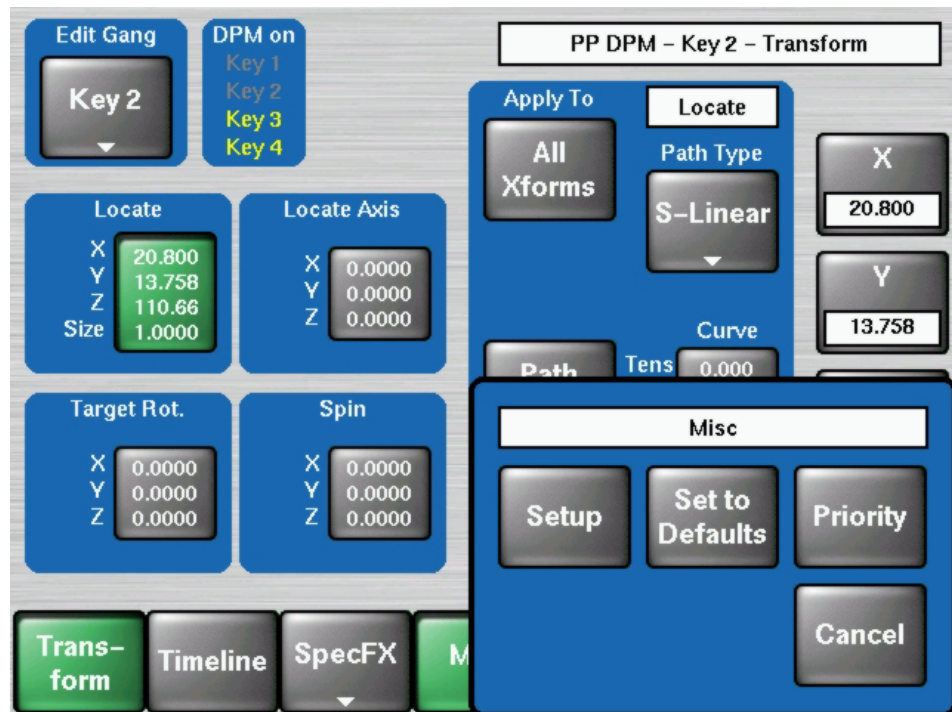 Edit Gang
Key 2
DPM on
Key 1
Key 2
Key 3
Key 4
PP DPM – Key 2 – Transform
Apply To
All
Xforms
Locate
Path Type
S–Linear
X
20.800
Y
13.758
Locate
X 20.800
Y 13.758
Z 110.66
Size 1.0000
Locate Axis
X 0.0000
Y 0.0000
Z 0.0000
Curve
Tens 0.000
Path
Target Rot.
X 0.0000
Y 0.0000
Z 0.0000
Spin
X 0.0000
Y 0.0000
Z 0.0000
Misc
Setup
Set to
Defaults
Priority
Cancel
Trans–
form
Timeline
SpecFX
M